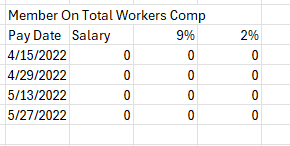 Member On Total Workers Comp
Pay Date Salary 9% 2%
4/15/2022 0 0 0
4/29/2022 0 0 0
5/13/2022 0 0 0
5/27/2022 0 0 0